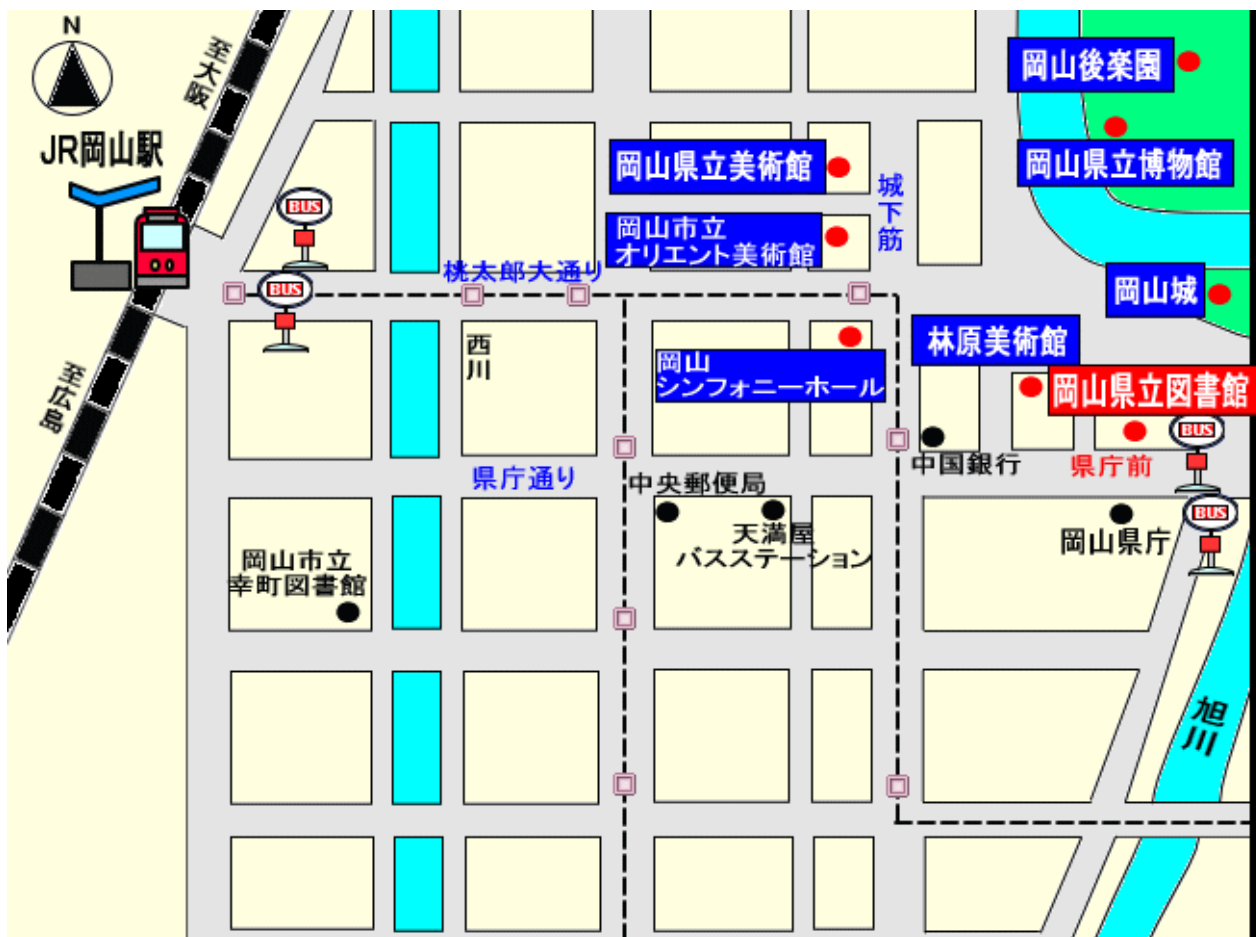 N
至大阪
JR岡山駅
BUS
BUS
至広島
岡山後楽園
岡山県立博物館
岡山県立美術館
城下筋
岡山市立
オリエント美術館
桃太郎大通り
岡山城
西川
岡山
シンフォニーホール
林原美術館
岡山県立図書館
BUS
中国銀行
県庁前
県庁通り
中央郵便局
天満屋
バスステーション
BUS
岡山県庁
岡山市立
幸町図書館
旭川